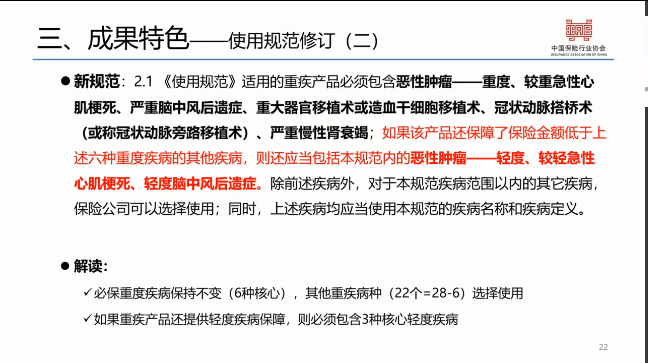 三、成果特色——使用规范修订（二）
中国保险行业协会
INSURANCE ASSOCIATION OF CHINA
●新规范：2.1 《使用规范》适用的重疾产品必须包含恶性肿瘤——重度、较重急性心
肌梗死、严重脑中风后遗症、重大器官移植术或造血干细胞移植术、冠状动脉搭桥术
（或称冠状动脉旁路移植术）、严重慢性肾衰竭；如果该产品还保障了保险金额低于上
述六种重度疾病的其他疾病，则还应当包括本规范内的恶性肿瘤——轻度、较轻急性
心肌梗死、轻度脑中风后遗症。除前述疾病外，对于本规范疾病范围以内的其它疾病，
保险公司可以选择使用；同时，上述疾病均应当使用本规范的疾病名称和疾病定义。
●解读：
✓必保重度疾病保持不变（6种核心），其他重疾病种（22个=28-6）选择使用
✓如果重疾产品还提供轻度疾病保障，则必须包含3种核心轻度疾病
22